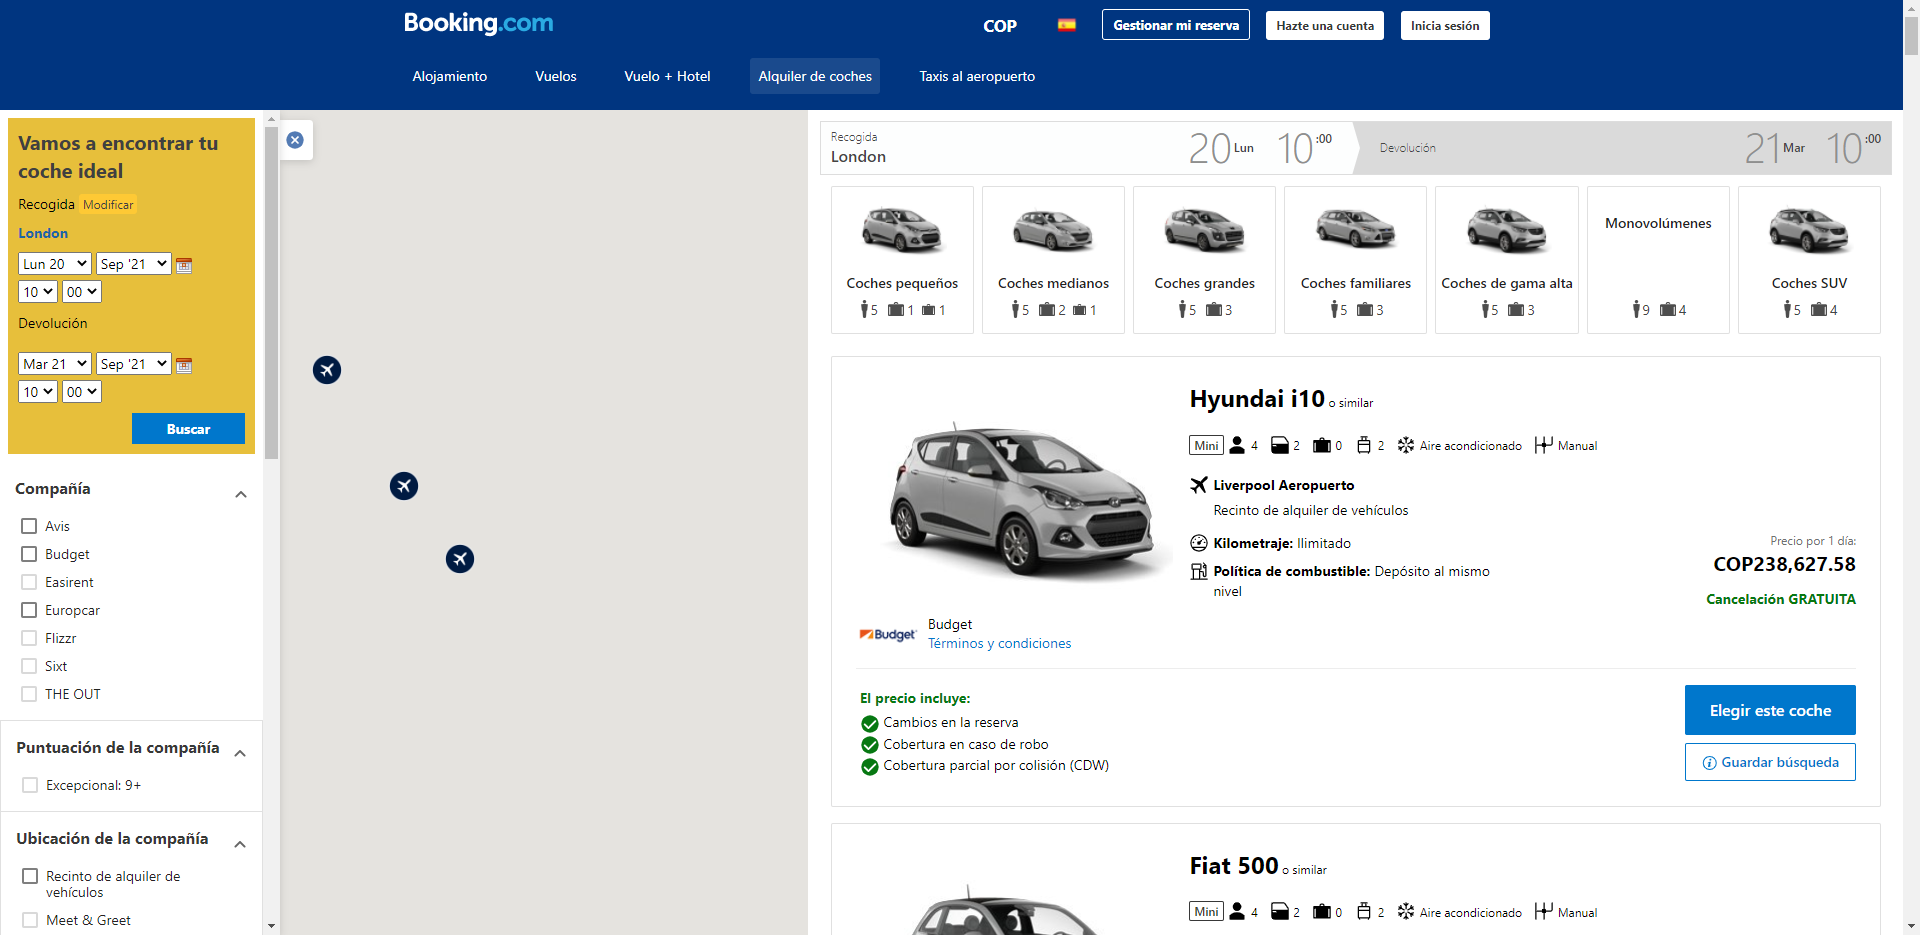 Booking.com
COP
Gestionar mi reserva
Hazte una cuenta
Inicia sesión
Alojamiento
Vuelos
Vuelo + Hotel
Alquiler de coches
Taxis al aeropuerto
Vamos a encontrar tu
coche ideal
Recogida Modificar
London
Lun 20 Sep '21
10 00
Devolución
Mar 21 Sep '21
10 00
Buscar
Compañía
Avis
Budget
Easirent
Europcar
Flizzr
Sixt
THE OUT
Puntuación de la compañía
Excepcional: 9+
Ubicación de la compañía
Recinto de alquiler de
vehículos
Meet & Greet
Recogida
London
20 Lun 10 :00
Devolución
21 Mar 10 :00
Coches pequeños
5 1 1
Coches medianos
5 2 1
Coches grandes
5 3
Coches familiares
5 3
Coches de gama alta
5 3
Monovolúmenes
9 4
Coches SUV
5 4
Hyundai i10 o similar
Mini 4 2 0 2 Aire acondicionado Manual
Liverpool Aeropuerto
Recinto de alquiler de vehículos
Kilometraje: Ilimitado
Política de combustible: Depósito al mismo
nivel
Precio por 1 día:
COP238,627.58
Cancelación GRATUITA
Budget
Budget
Términos y condiciones
El precio incluye:
Cambios en la reserva
Cobertura en caso de robo
Cobertura parcial por colisión (CDW)
Elegir este coche
Guardar búsqueda
Fiat 500 o similar
Mini 4 2 0 2 Aire acondicionado Manual